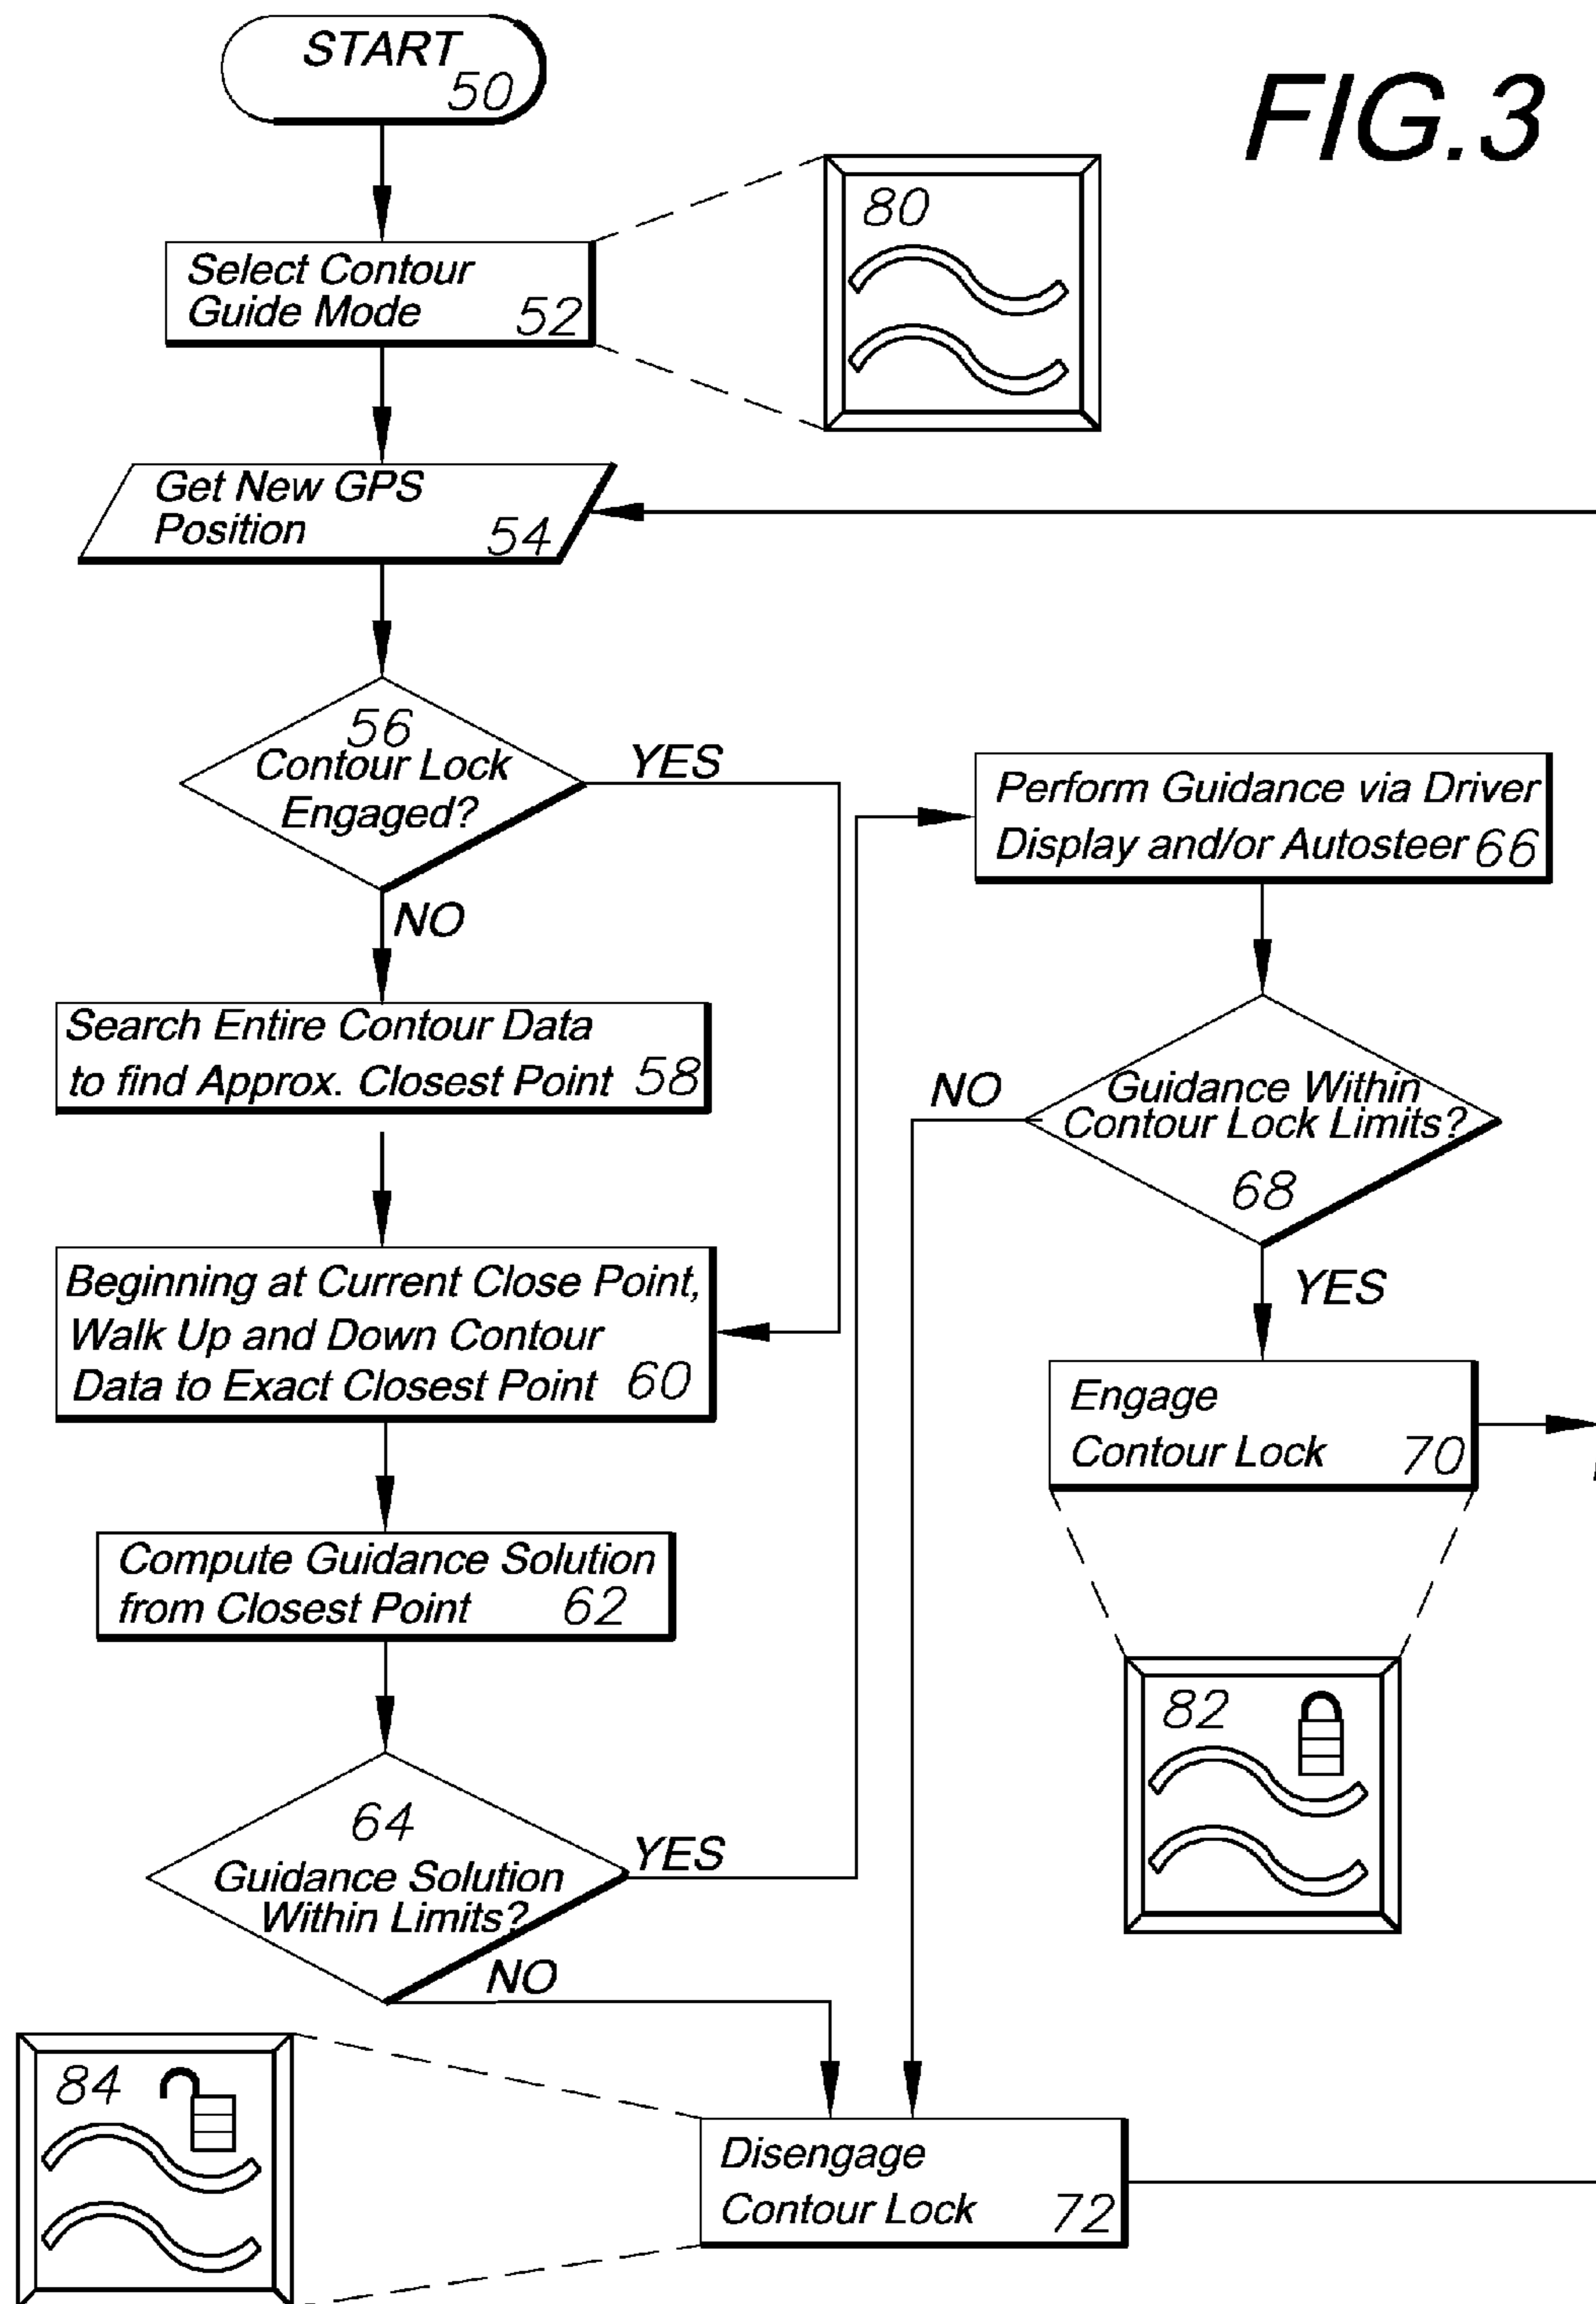 FIG.3
START
50
80
Select Contour
Guide Mode 52
Get New GPS
Position 54
56
Contour Lock
Engaged?
YES
NO
Search Entire Contour Data
to find Approx. Closest Point 58
Beginning at Current Close Point,
Walk Up and Down Contour
Data to Exact Closest Point 60
Compute Guidance Solution
from Closest Point 62
64
Guidance Solution
Within Limits?
YES
NO
Perform Guidance via Driver
Display and/or Autosteer 66
Guidance Within
Contour Lock Limits?
68
NO
YES
Engage
Contour Lock 70
82
84
Disengage
Contour Lock 72